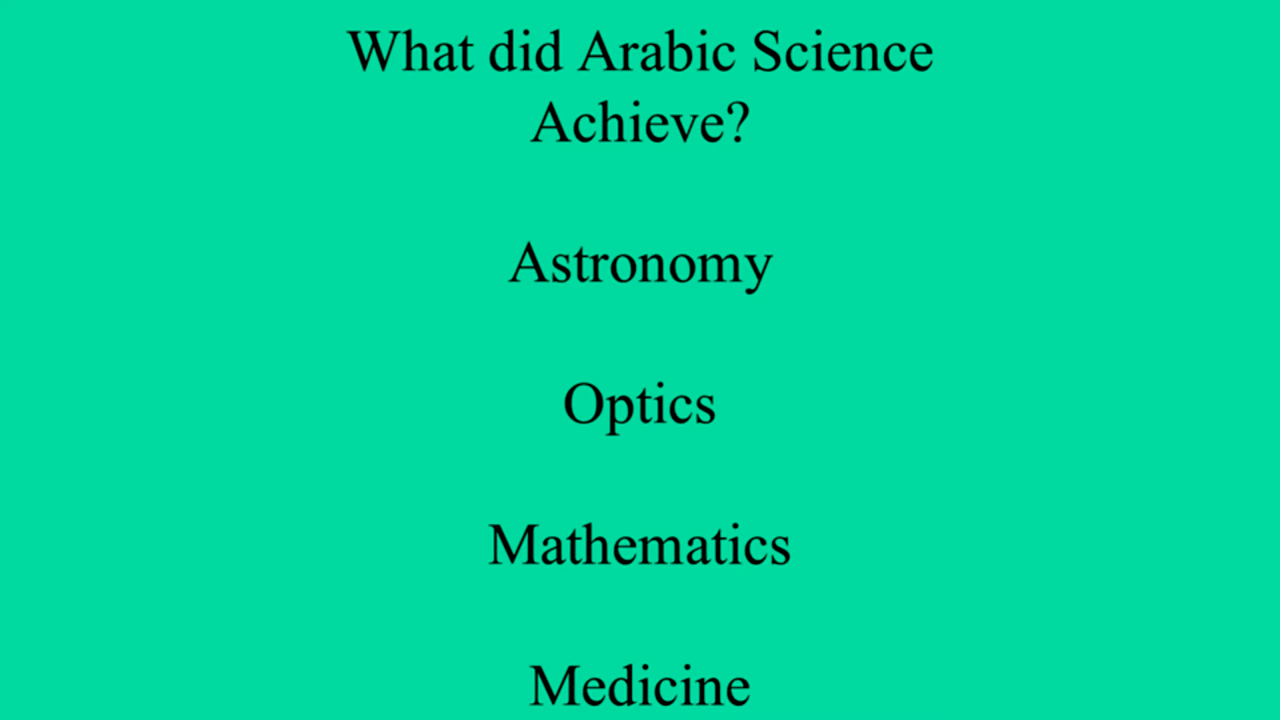 What did Arabic Science
Achieve?
Astronomy
Optics
Mathematics
Medicine